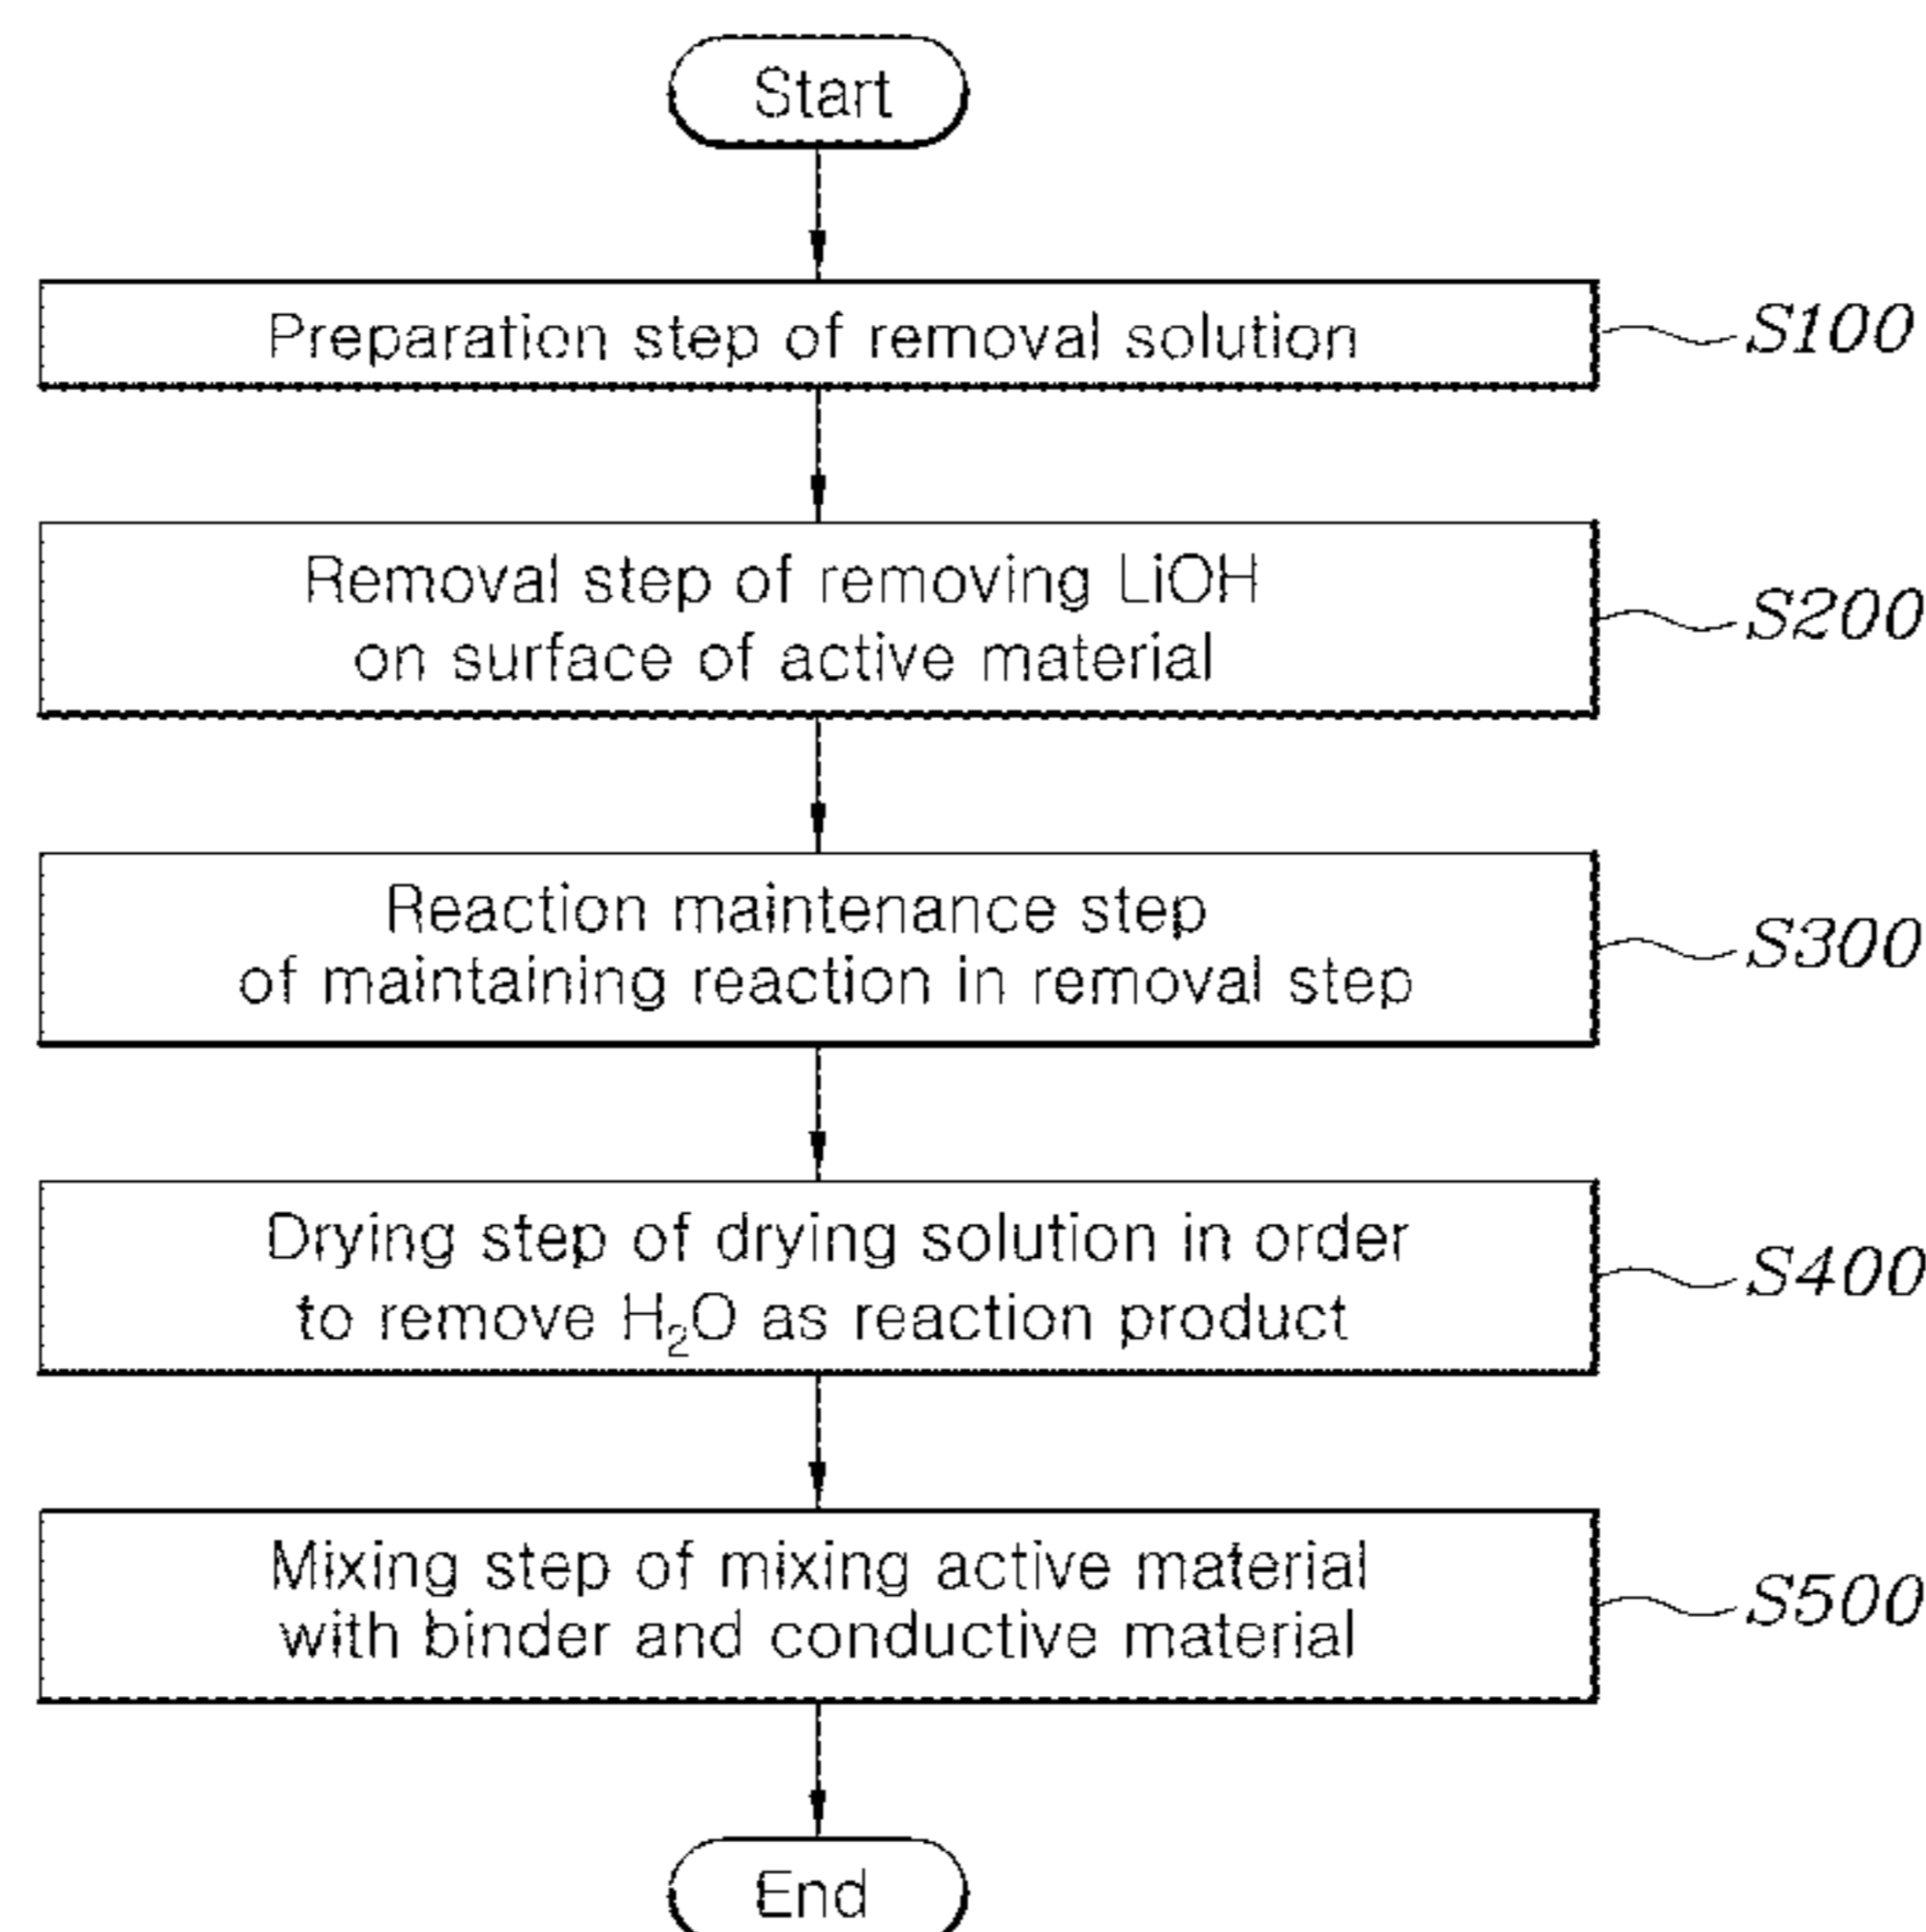 Start
Preparation step of removal solution
S100
Removal step of removing LiOH
on surface of active material
S200
Reaction maintenance step
of maintaining reaction in removal step
S300
Drying step of drying solution in order
to remove H₂O as reaction product
S400
Mixing step of mixing active material
with binder and conductive material
S500
End